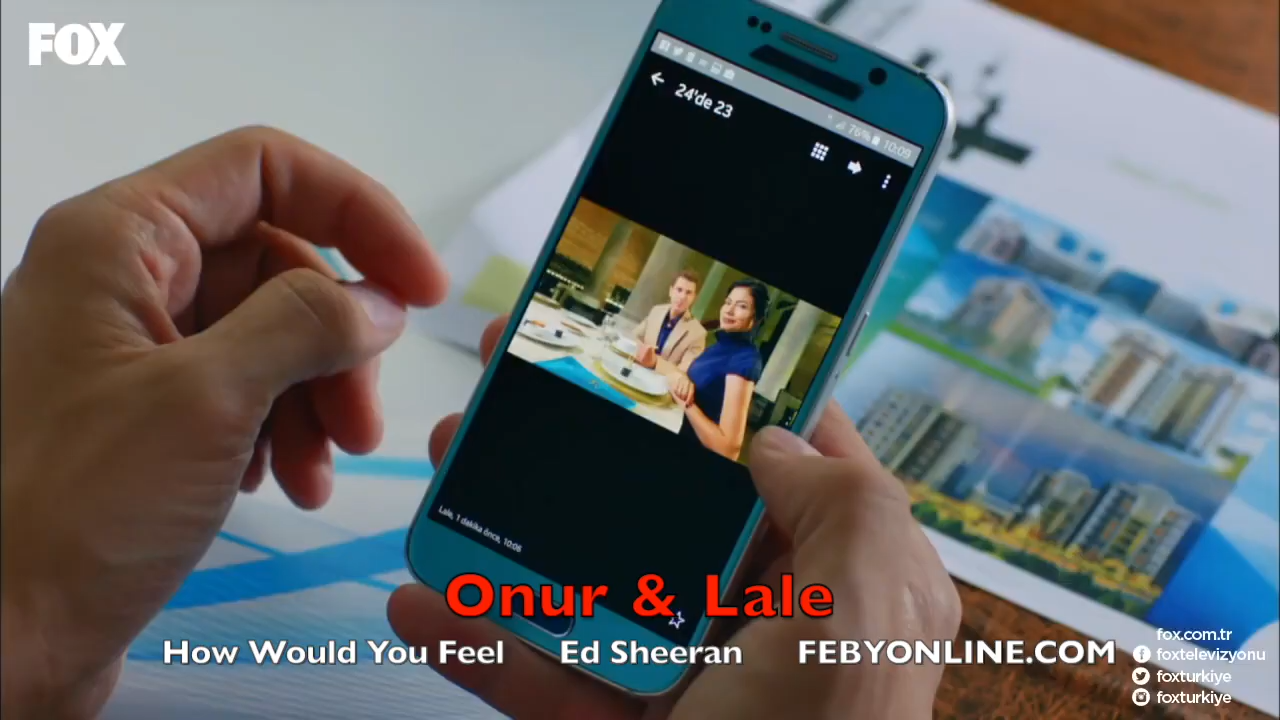 FOX
24'de 23
76% 10:09
Lale, 1 dakika önce, 10:06
Onur & Lale
How Would You Feel Ed Sheeran FEBYONLINE.COM
fox.com.tr
foxtelevizyonu
foxturkiye
foxturkiye